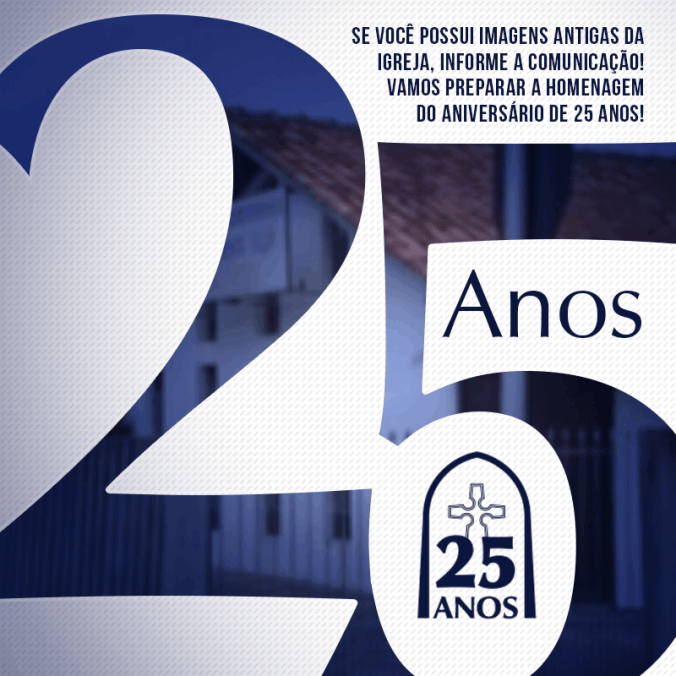 SE VOCÊ POSSUI IMAGENS ANTIGAS DA
IGREJA, INFORME A COMUNICAÇÃO!
VAMOS PREPARAR A HOMENAGEM
DO ANIVERSÁRIO DE 25 ANOS!
25
Anos
25
ANOS